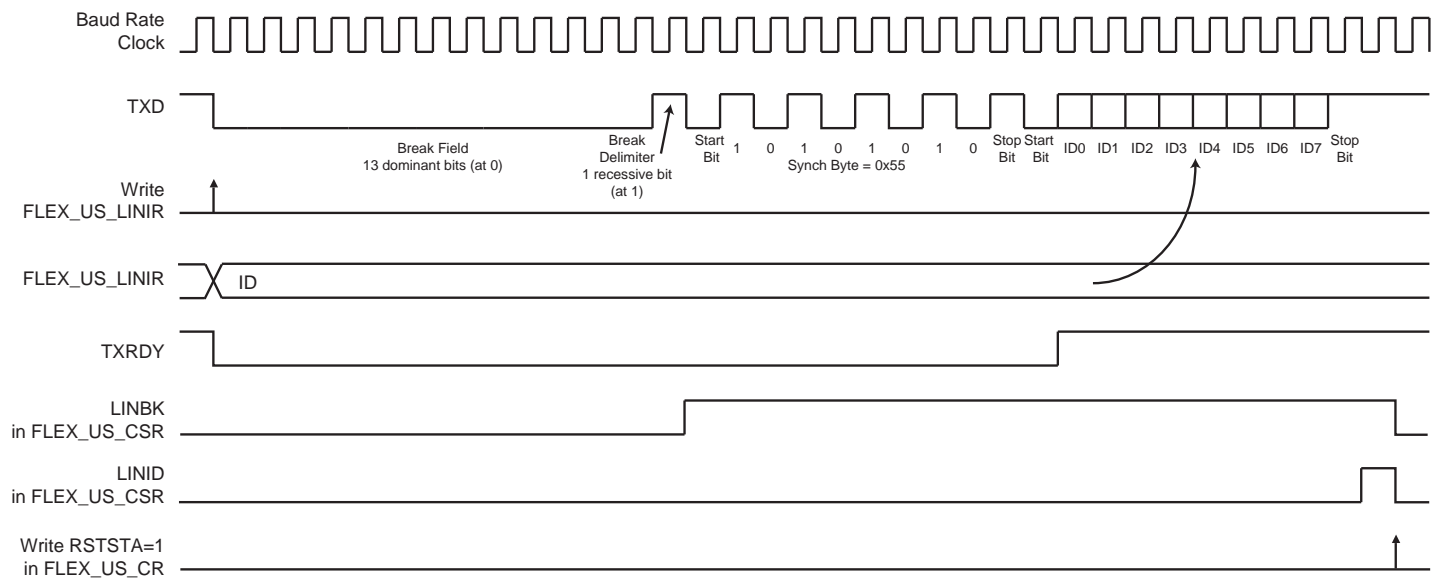 Baud Rate
Clock
TXD
Break Field
13 dominant bits (at 0)
Break
Delimiter
1 recessive bit
(at 1)
Start
Bit
1 0 1 0 1 0 1 0
Synch Byte = 0x55
Stop
Bit
Start
Bit
ID0 ID1 ID2 ID3 ID4 ID5 ID6 ID7
Stop
Bit
Write
FLEX_US_LINIR
FLEX_US_LINIR
ID
TXRDY
LINBK
in FLEX_US_CSR
LINID
in FLEX_US_CSR
Write RSTSTA=1
in FLEX_US_CR